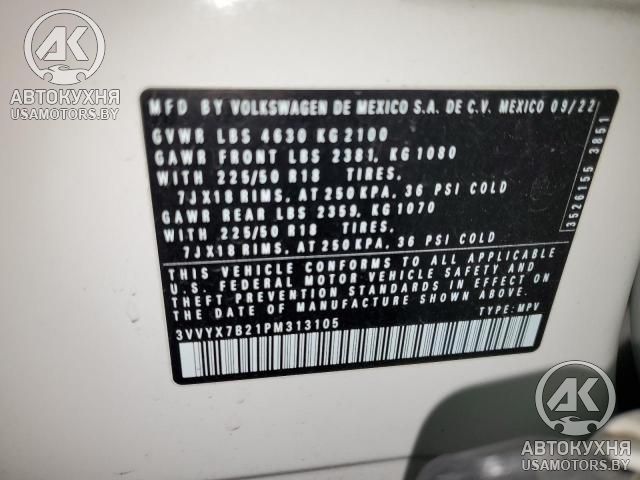 AK
АВТОКУХНЯ
USAMOTORS.BY
MFD BY VOLKSWAGEN DE MEXICO S.A. DE C.V. MEXICO 09/22
GVWR LBS 4630 KG 2100
GAWR FRONT LBS 2381, KG 1080
WITH 225/50 R18 TIRES,
7JX18 RIMS, AT 250 KPA, 36 PSI COLD
GAWR REAR LBS 2359, KG 1070
WITH 225/50 R18 TIRES,
7JX18 RIMS, AT 250 KPA, 36 PSI COLD
THIS VEHICLE CONFORMS TO ALL APPLICABLE
U.S. FEDERAL MOTOR VEHICLE SAFETY AND
THEFT PREVENTION STANDARDS IN EFFECT ON
THE DATE OF MANUFACTURE SHOWN ABOVE.
3VVYX7B21PM313105
TYPE: MPV
3526155 3851
AK
АВТОКУХНЯ
USAMOTORS.BY